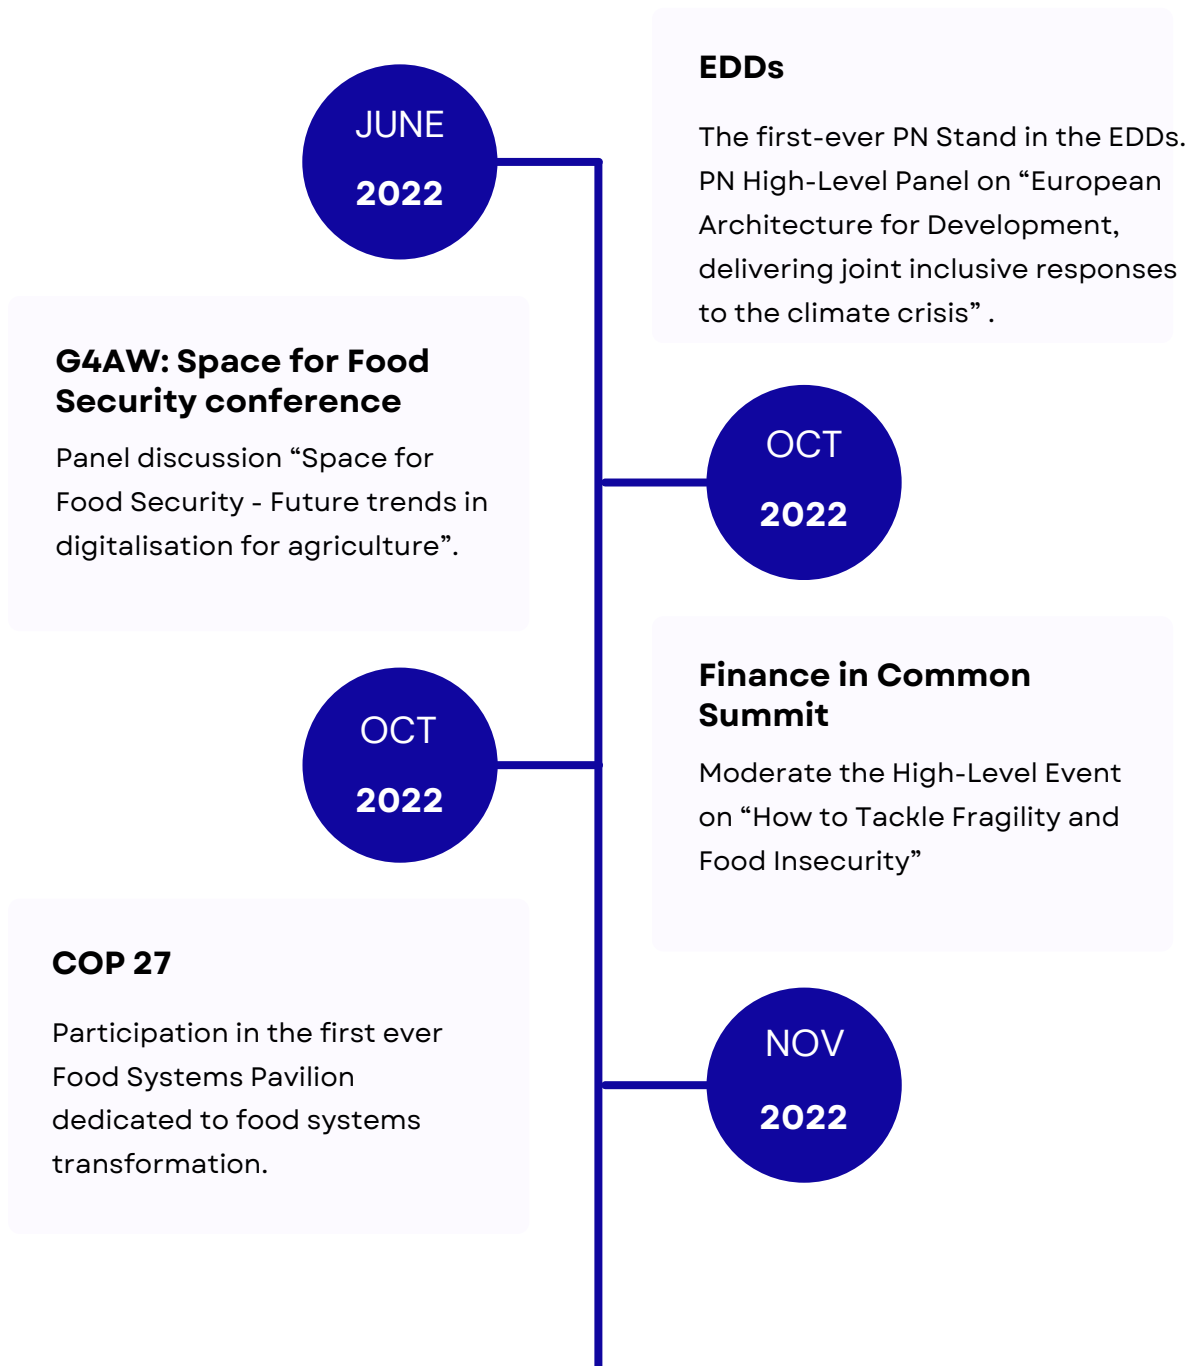 JUNE
2022
EDDs
The first-ever PN Stand in the EDDs.
PN High-Level Panel on “European
Architecture for Development,
delivering joint inclusive responses
to the climate crisis” .
OCT
2022
G4AW: Space for Food
Security conference
Panel discussion “Space for
Food Security - Future trends in
digitalisation for agriculture”.
OCT
2022
Finance in Common
Summit
Moderate the High-Level Event
on “How to Tackle Fragility and
Food Insecurity”
NOV
2022
COP 27
Participation in the first ever
Food Systems Pavilion
dedicated to food systems
transformation.